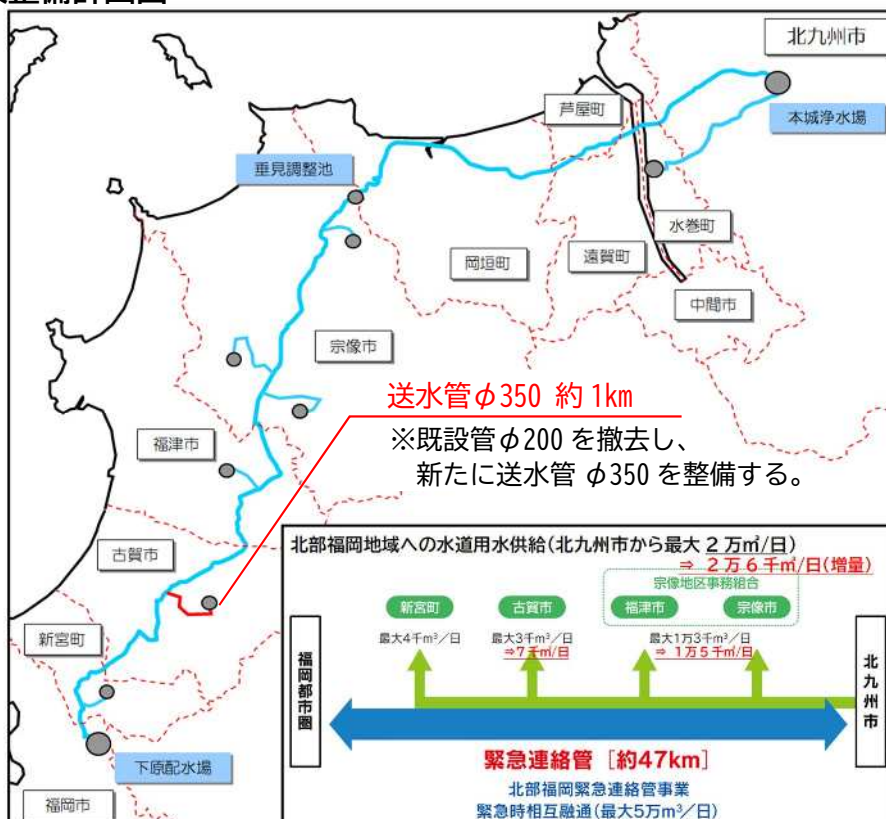 北九州市
芦屋町
本城浄水場
垂見調整池
水巻町
岡垣町
遠賀町
中間市
宗像市
送水管φ350 約1km
※既設管φ200を撤去し、
新たに送水管 φ350を整備する。
福津市
古賀市
新宮町
下原配水場
福岡市
北部福岡地域への水道用水供給(北九州市から最大 2万㎥/日)
⇒ 2万6千㎥/日(増量)
宗像地区事務組合
新宮町 古賀市 福津市 宗像市
最大4千m³/日 最大3千m³/日 最大1万3千m³/日
⇒7千㎥/日 ⇒ 1万5千㎥/日
福岡都市圏
北九州市
緊急連絡管 [約47km]
北部福岡緊急連絡管事業
緊急時相互融通(最大5万m³/日)